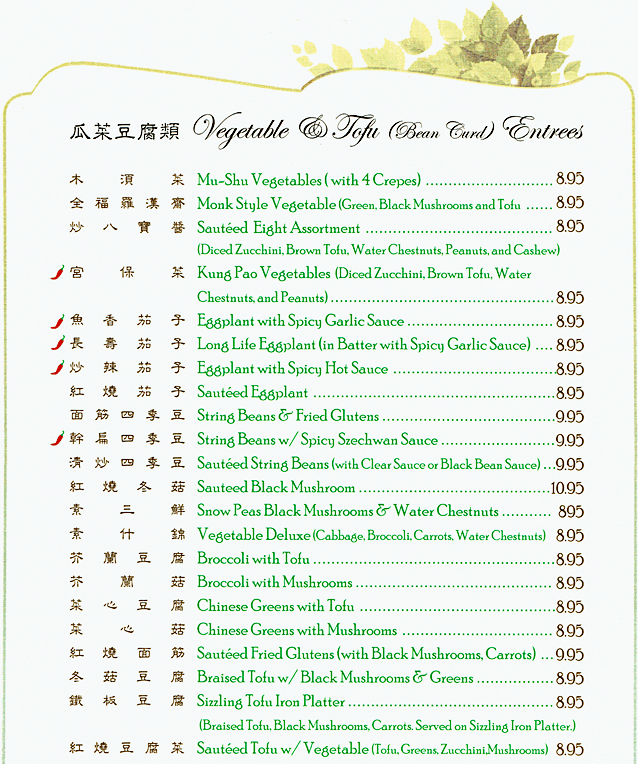 瓜菜豆腐類 Vegetable & Tofu (Bean Curd) Entrees
木須菜 Mu-Shu Vegetables ( with 4 Crepes) ............................ 8.95
全福羅漢齋 Monk Style Vegetable (Green, Black Mushrooms and Tofu ...... 8.95
炒八寶醬 Sautéed Eight Assortment .......................................... 8.95
(Diced Zucchini, Brown Tofu, Water Chestnuts, Peanuts, and Cashew)
宮保菜 Kung Pao Vegetables (Diced Zucchini, Brown Tofu, Water
Chestnuts, and Peanuts) .................................................. 8.95
魚香茄子 Eggplant with Spicy Garlic Sauce ................................. 8.95
長壽茄子 Long Life Eggplant (in Batter with Spicy Garlic Sauce) .... 8.95
炒辣茄子 Eggplant with Spicy Hot Sauce .................................... 8.95
紅燒茄子 Sautéed Eggplant ..................................................... 8.95
面筋四季豆 String Beans & Fried Glutens ...................................... 9.95
幹扁四季豆 String Beans w/ Spicy Szechwan Sauce ......................... 9.95
清炒四季豆 Sautéed String Beans (with Clear Sauce or Black Bean Sauce) ...9.95
紅燒冬菇 Sauteed Black Mushroom ...........................................10.95
素三鮮 Snow Peas Black Mushrooms & Water Chestnuts ........... 8.95
素什錦 Vegetable Deluxe (Cabbage, Broccoli, Carrots, Water Chestnuts) 8.95
芥蘭豆腐 Broccoli with Tofu .....................................................8.95
芥蘭菇 Broccoli with Mushrooms ............................................ 8.95
菜心豆腐 Chinese Greens with Tofu ........................................... 8.95
菜心菇 Chinese Greens with Mushrooms .................................. 8.95
紅燒面筋 Sautéed Fried Glutens (with Black Mushrooms, Carrots) ...9.95
冬菇豆腐 Braised Tofu w/ Black Mushrooms & Greens .................. 8.95
鐵板豆腐 Sizzling Tofu Iron Platter .............................................. 8.95
(Braised Tofu, Black Mushrooms, Carrots. Served on Sizzling Iron Platter.)
紅燒豆腐菜 Sautéed Tofu w/ Vegetable (Tofu, Greens, Zucchini,Mushrooms) 8.95